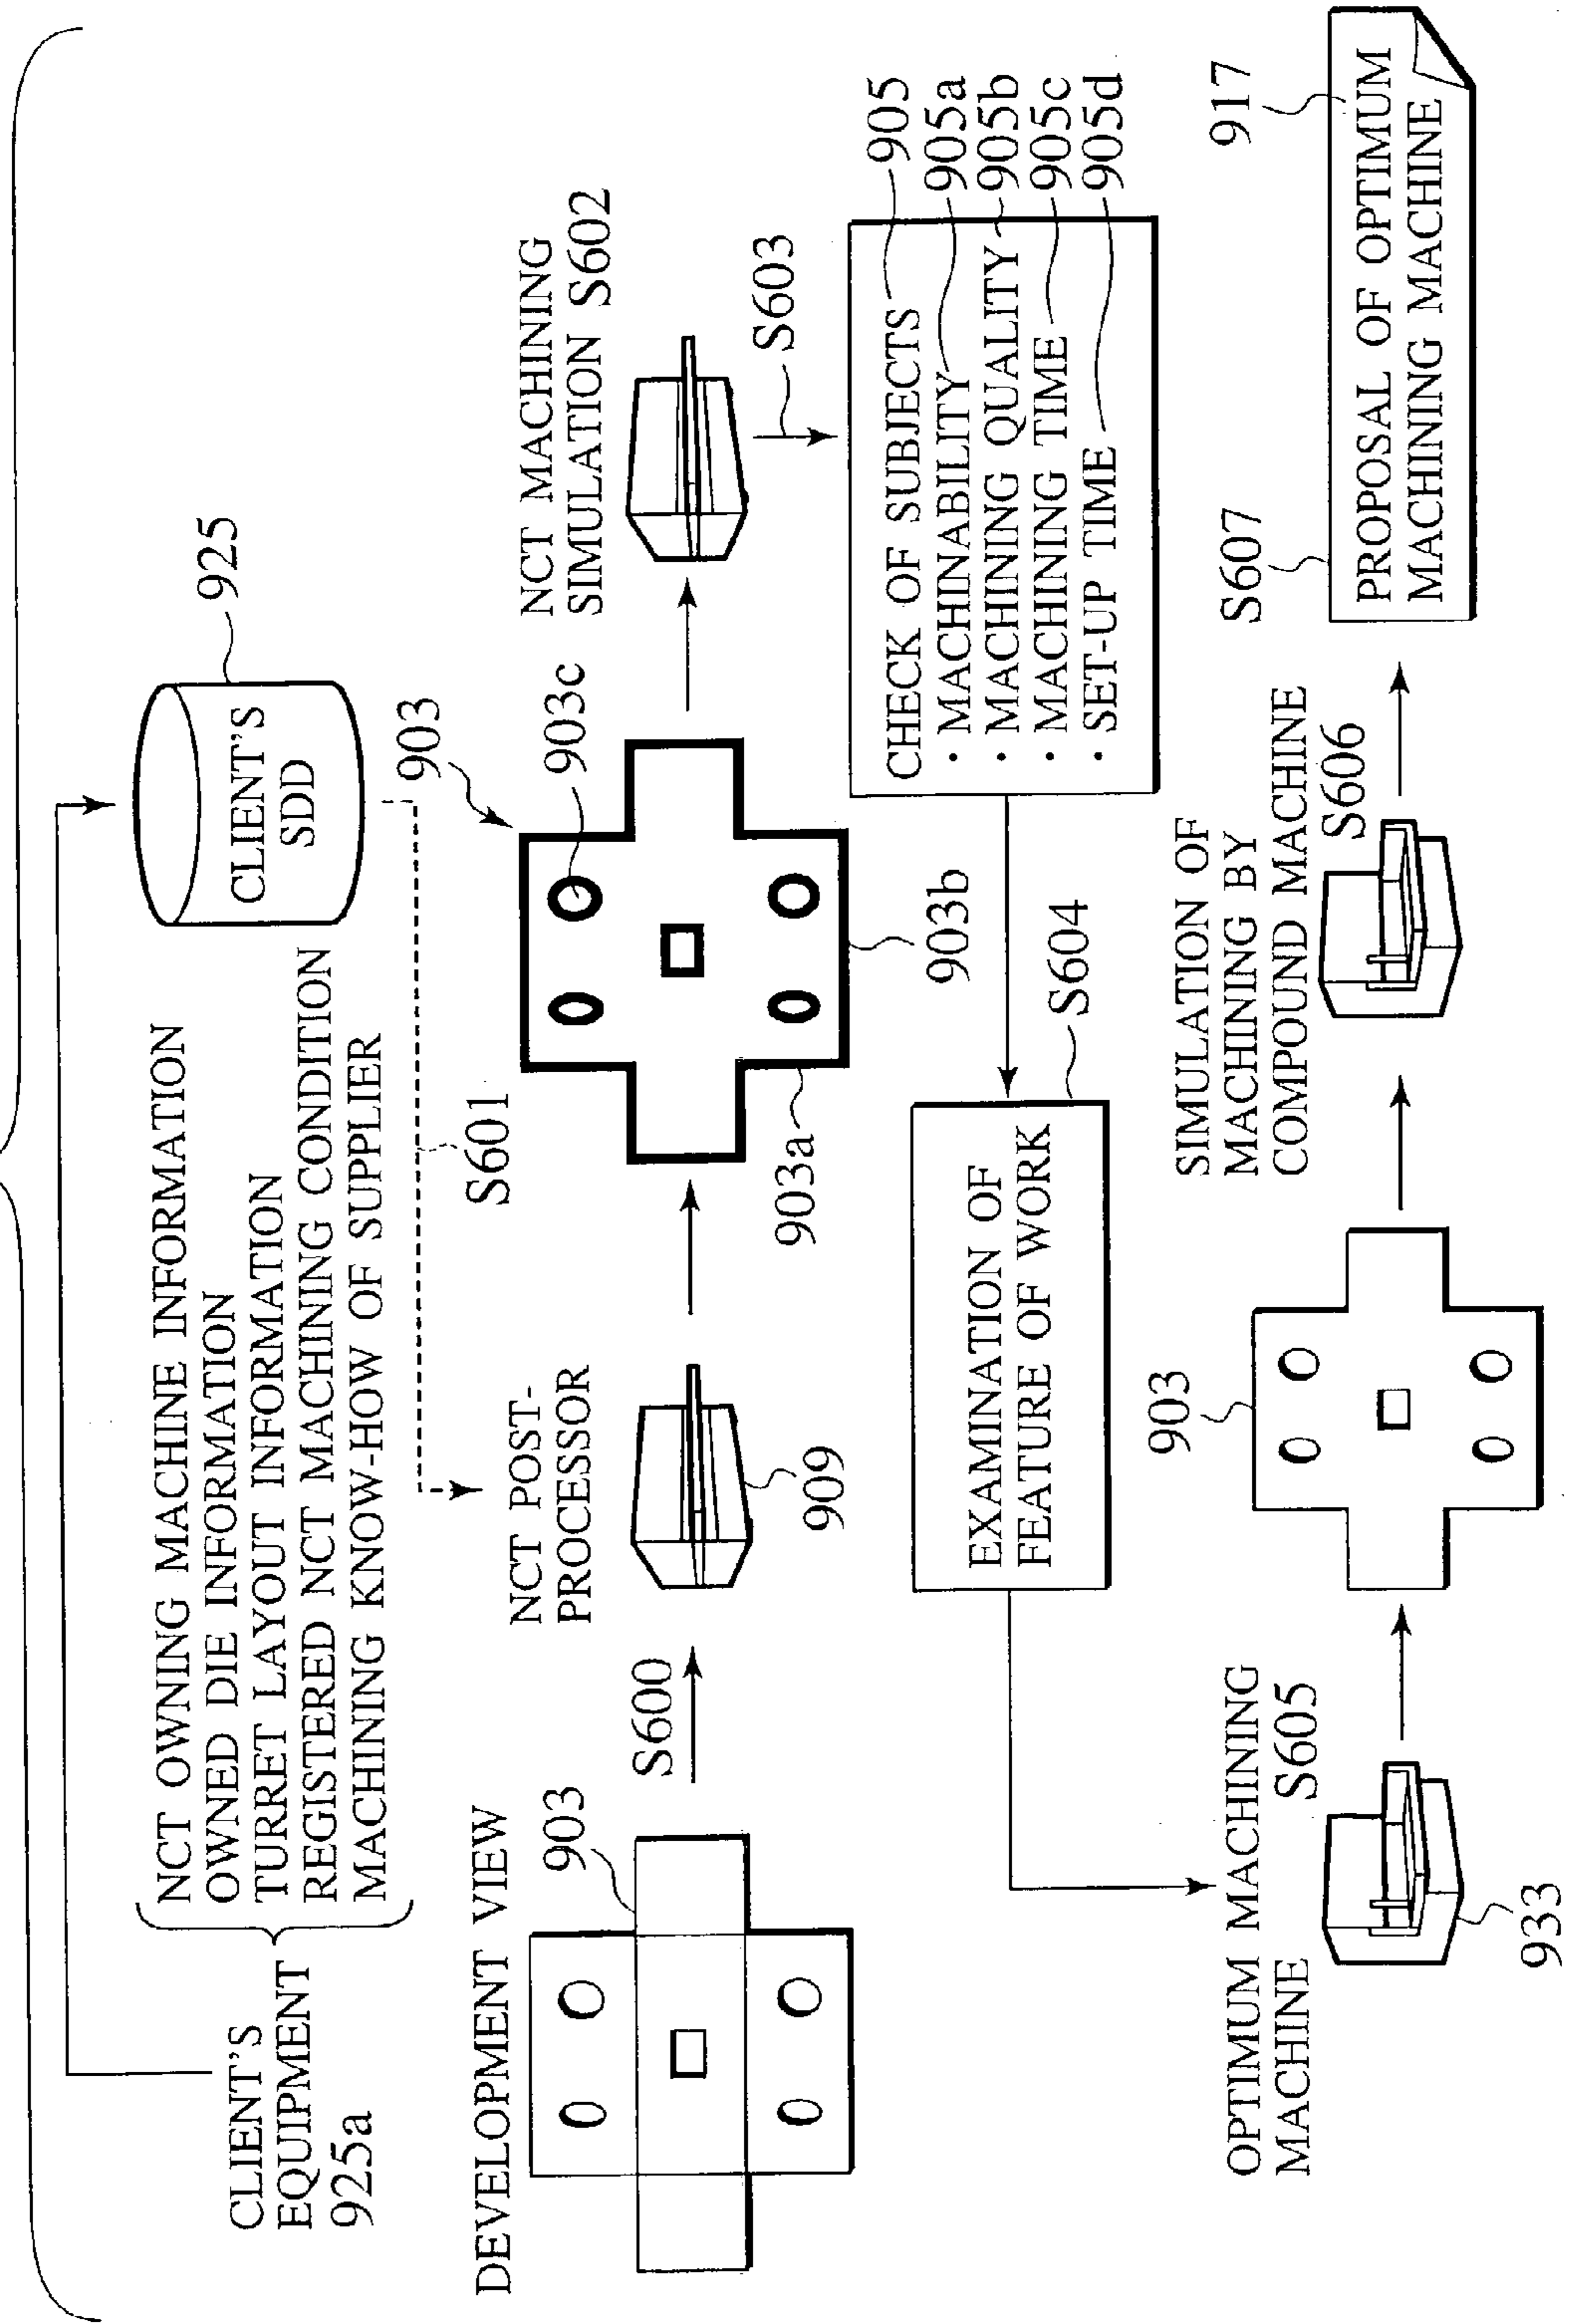 CLIENT'S
EQUIPMENT
925a
NCT OWNING MACHINE INFORMATION
OWNED DIE INFORMATION
TURRET LAYOUT INFORMATION
REGISTERED NCT MACHINING CONDITION
MACHINING KNOW-HOW OF SUPPLIER
CLIENT'S
SDD
925
S601
DEVELOPMENT VIEW
903
S600
NCT POST-
PROCESSOR
909
903
903c
903a
903b
NCT MACHINING
SIMULATION S602
S603
CHECK OF SUBJECTS
905
· MACHINABILITY
905a
· MACHINING QUALITY
905b
· MACHINING TIME
905c
· SET-UP TIME
905d
EXAMINATION OF
FEATURE OF WORK
S604
OPTIMUM MACHINING
MACHINE
S605
933
903
SIMULATION OF
MACHINING BY
COMPOUND MACHINE
S606
S607
917
PROPOSAL OF OPTIMUM
MACHINING MACHINE